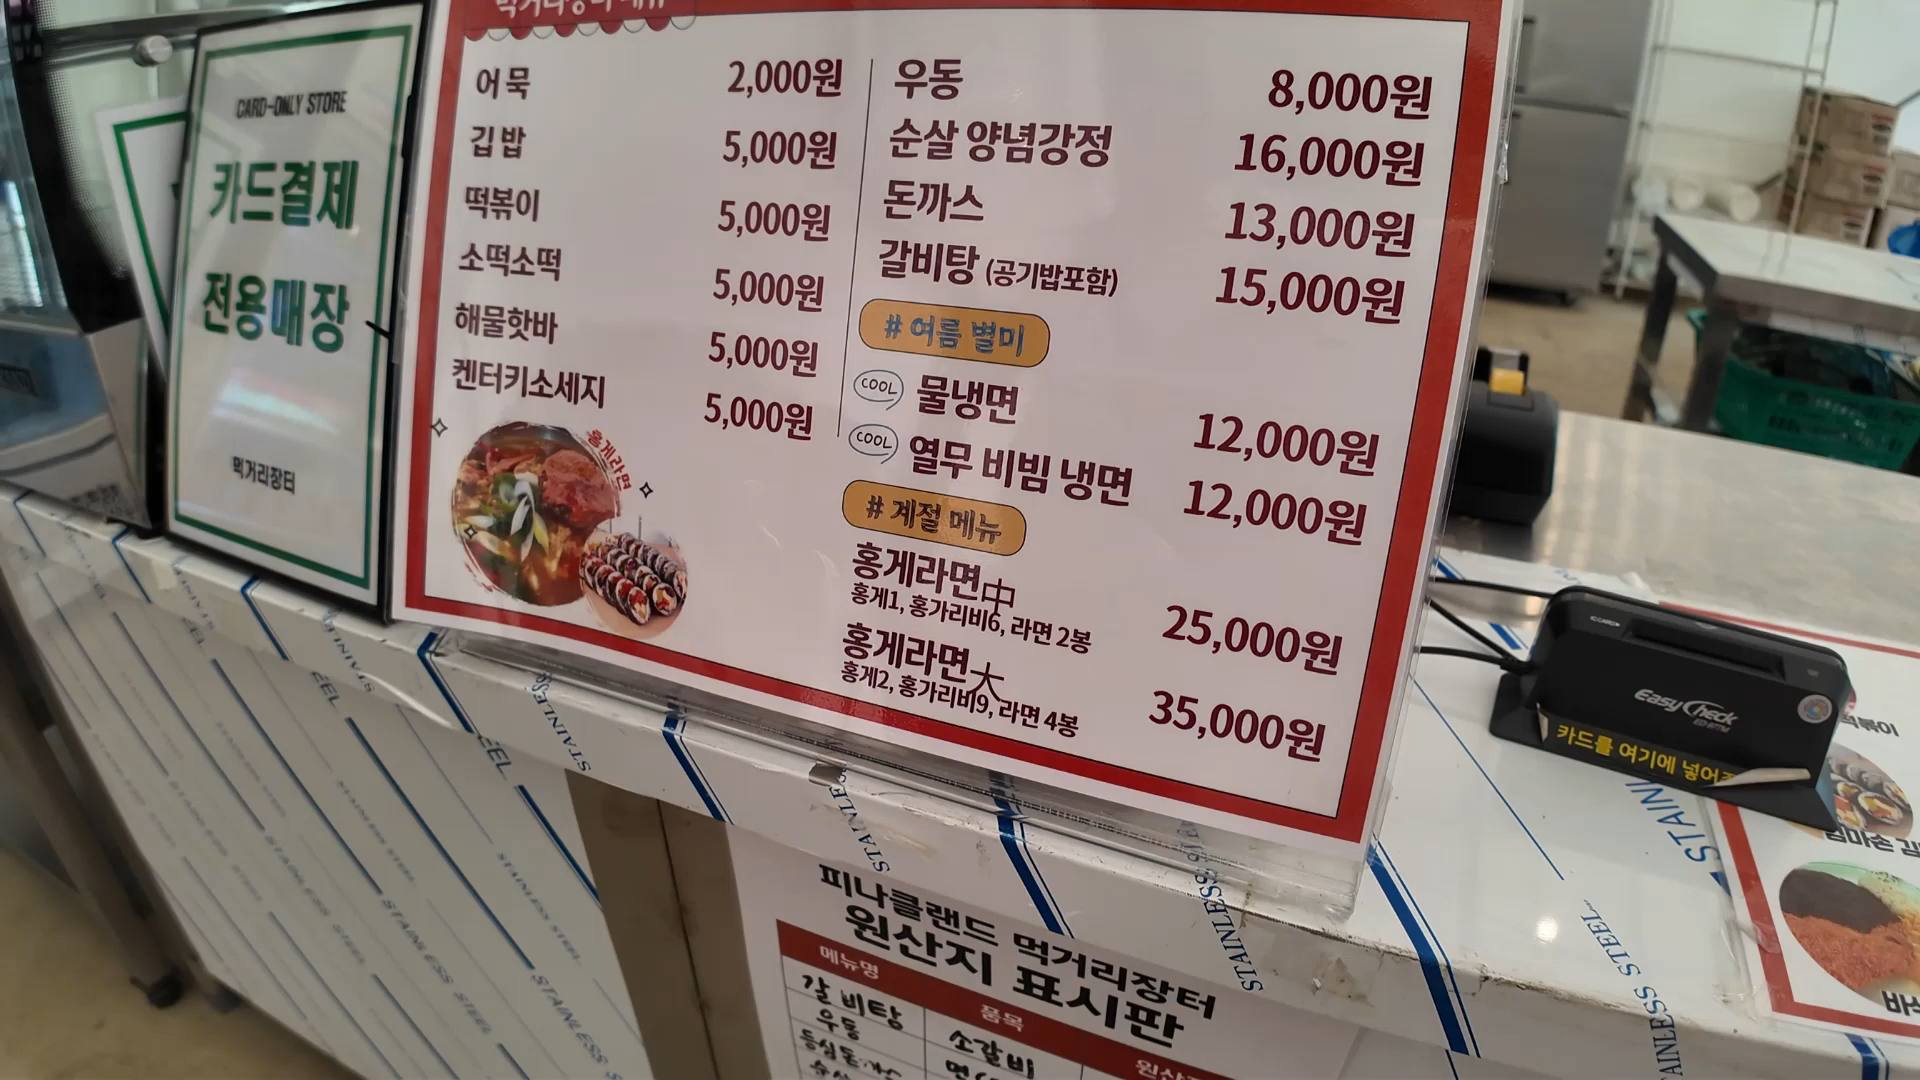 CARD-ONLY STORE
카드결제
전용매장
먹거리장터
어묵 2,000원
김밥 5,000원
떡볶이 5,000원
소떡소떡 5,000원
해물핫바 5,000원
켄터키소세지 5,000원
홍게라면
우동 8,000원
순살 양념강정 16,000원
돈까스 13,000원
갈비탕 (공기밥포함) 15,000원
# 여름 별미
COOL 물냉면 12,000원
COOL 열무 비빔 냉면 12,000원
# 계절 메뉴
홍게라면中 25,000원
홍게1, 홍가리비6, 라면 2봉
홍게라면大 35,000원
홍게2, 홍가리비9, 라면 4봉
Easy Check
카드를 여기에 넣어
피나클랜드 먹거리장터
원산지 표시판
메뉴명 품목
갈비탕 소갈비
우동
STAINLESS STEEL